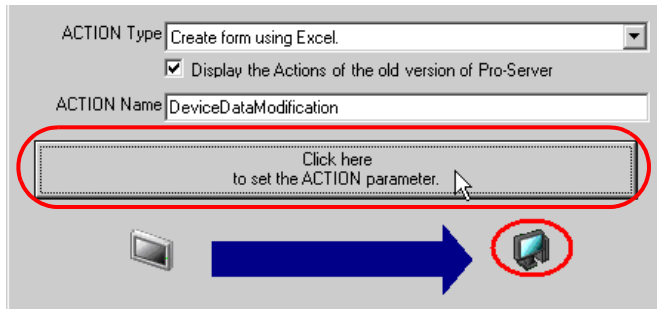 ACTION Type Create form using Excel.
Display the Actions of the old version of Pro-Server
ACTION Name DeviceDataModification
Click here
to set the ACTION parameter.